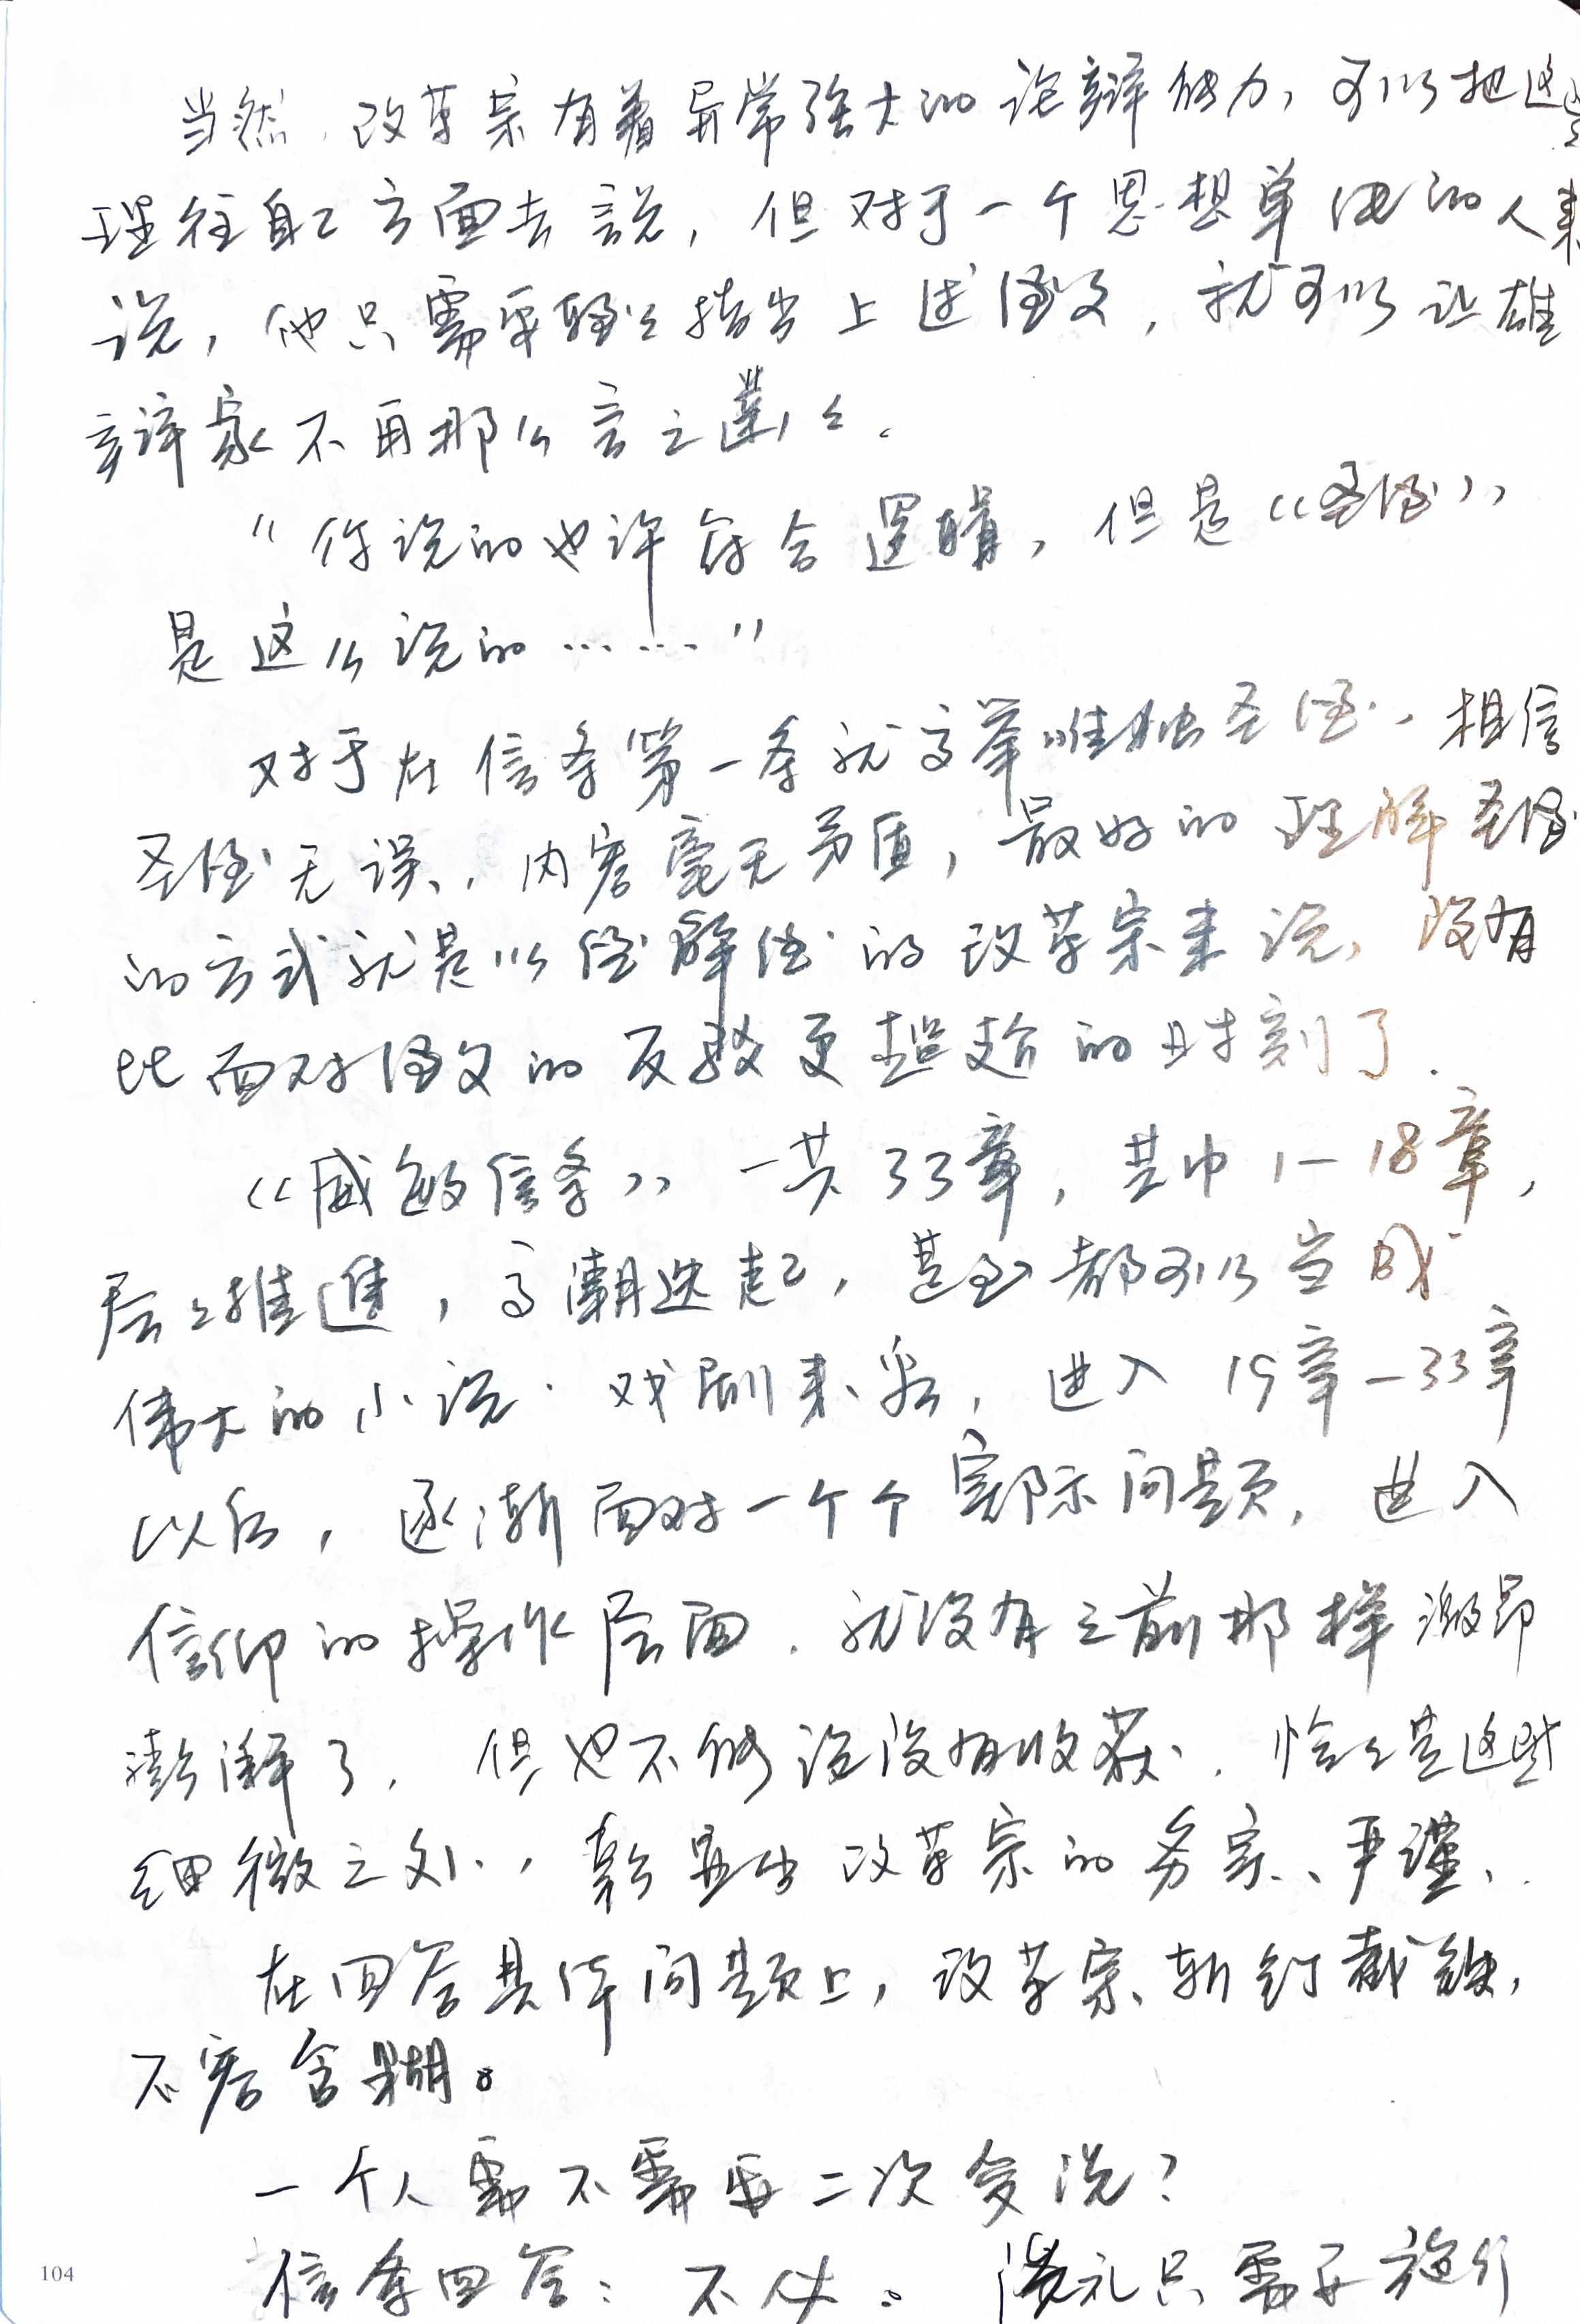 当然,改革宗有着异常强大的论辩能力,可以把这些道
理往自己方面去说,但对于一个思想单纯的人来
说,他只需要轻轻指出上述经文,就可以让雄
辩家不再那么言之凿凿。
"你说的也许符合逻辑,但是《圣经》
是这么说的……"
对于在信条第一条就高举唯独圣经、相信
圣经无误、内容毫无矛盾,最好的理解圣经
的方式就是以经解经的改革宗来说,没有
比面对经文的反驳更尴尬的时刻了.
《威敏信条》一共33章,其中1—18章,
层层推进,高潮迭起,甚至都可以当成
伟大的小说、戏剧来看,进入19章—33章
以后,逐渐面对一个个实际问题,进入
信仰的操作层面.就没有之前那样激昂
澎湃了.但也不能说没有收获.恰恰是这些
细微之处,彰显出改革宗的务实、严谨.
在回答具体问题上,改革宗斩钉截铁,
不容含糊。
一个人需不需要二次受洗?
信条回答:不必。洗礼只需要施行
104